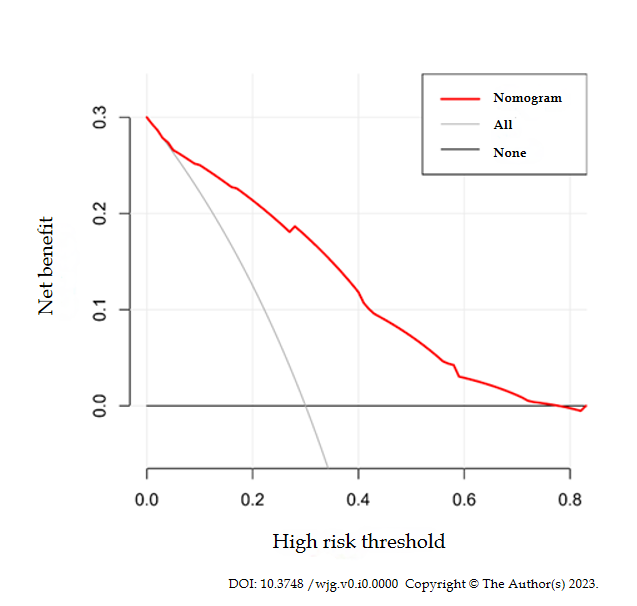 Nomogram
All
None
0.3
0.2
0.1
0.0
Net benefit
0.0 0.2 0.4 0.6 0.8
High risk threshold
DOI: 10.3748 /wjg.v0.i0.0000 Copyright © The Author(s) 2023.